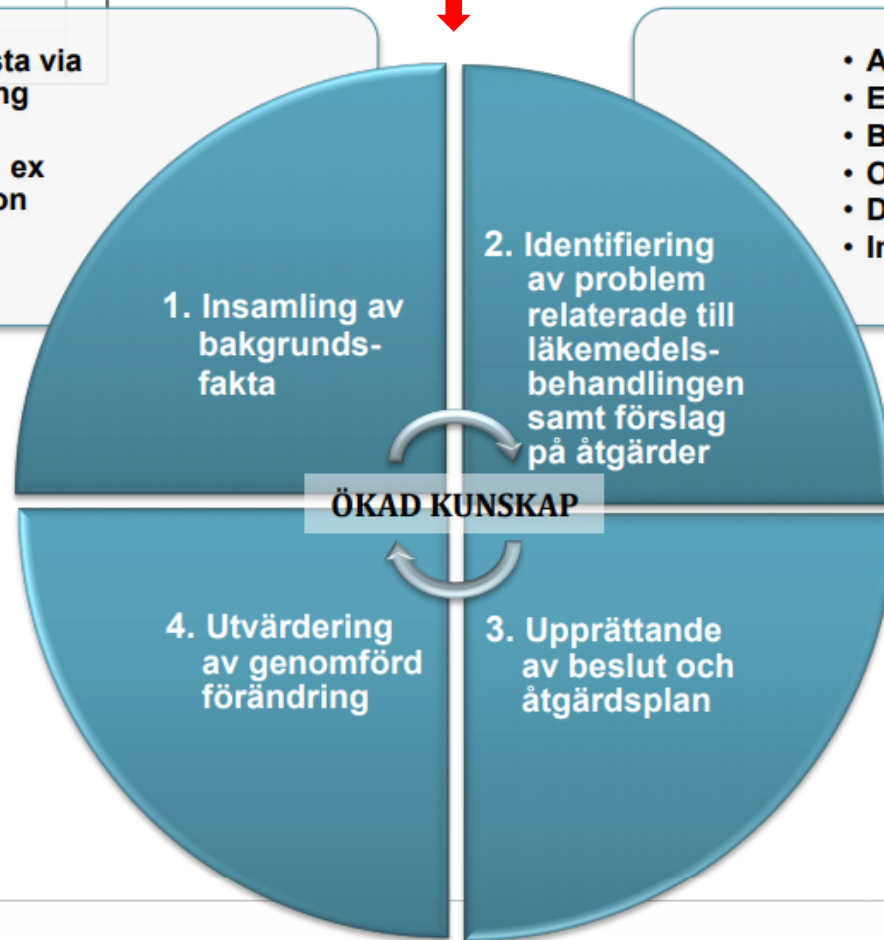 sta via
ng
ex
on
• A
• E
• B
• O
• D
• In
1. Insamling av
bakgrunds-
fakta
2. Identifiering
av problem
relaterade till
läkemedels-
behandlingen
samt förslag
på åtgärder
ÖKAD KUNSKAP
4. Utvärdering
av genomförd
förändring
3. Upprättande
av beslut och
åtgärdsplan